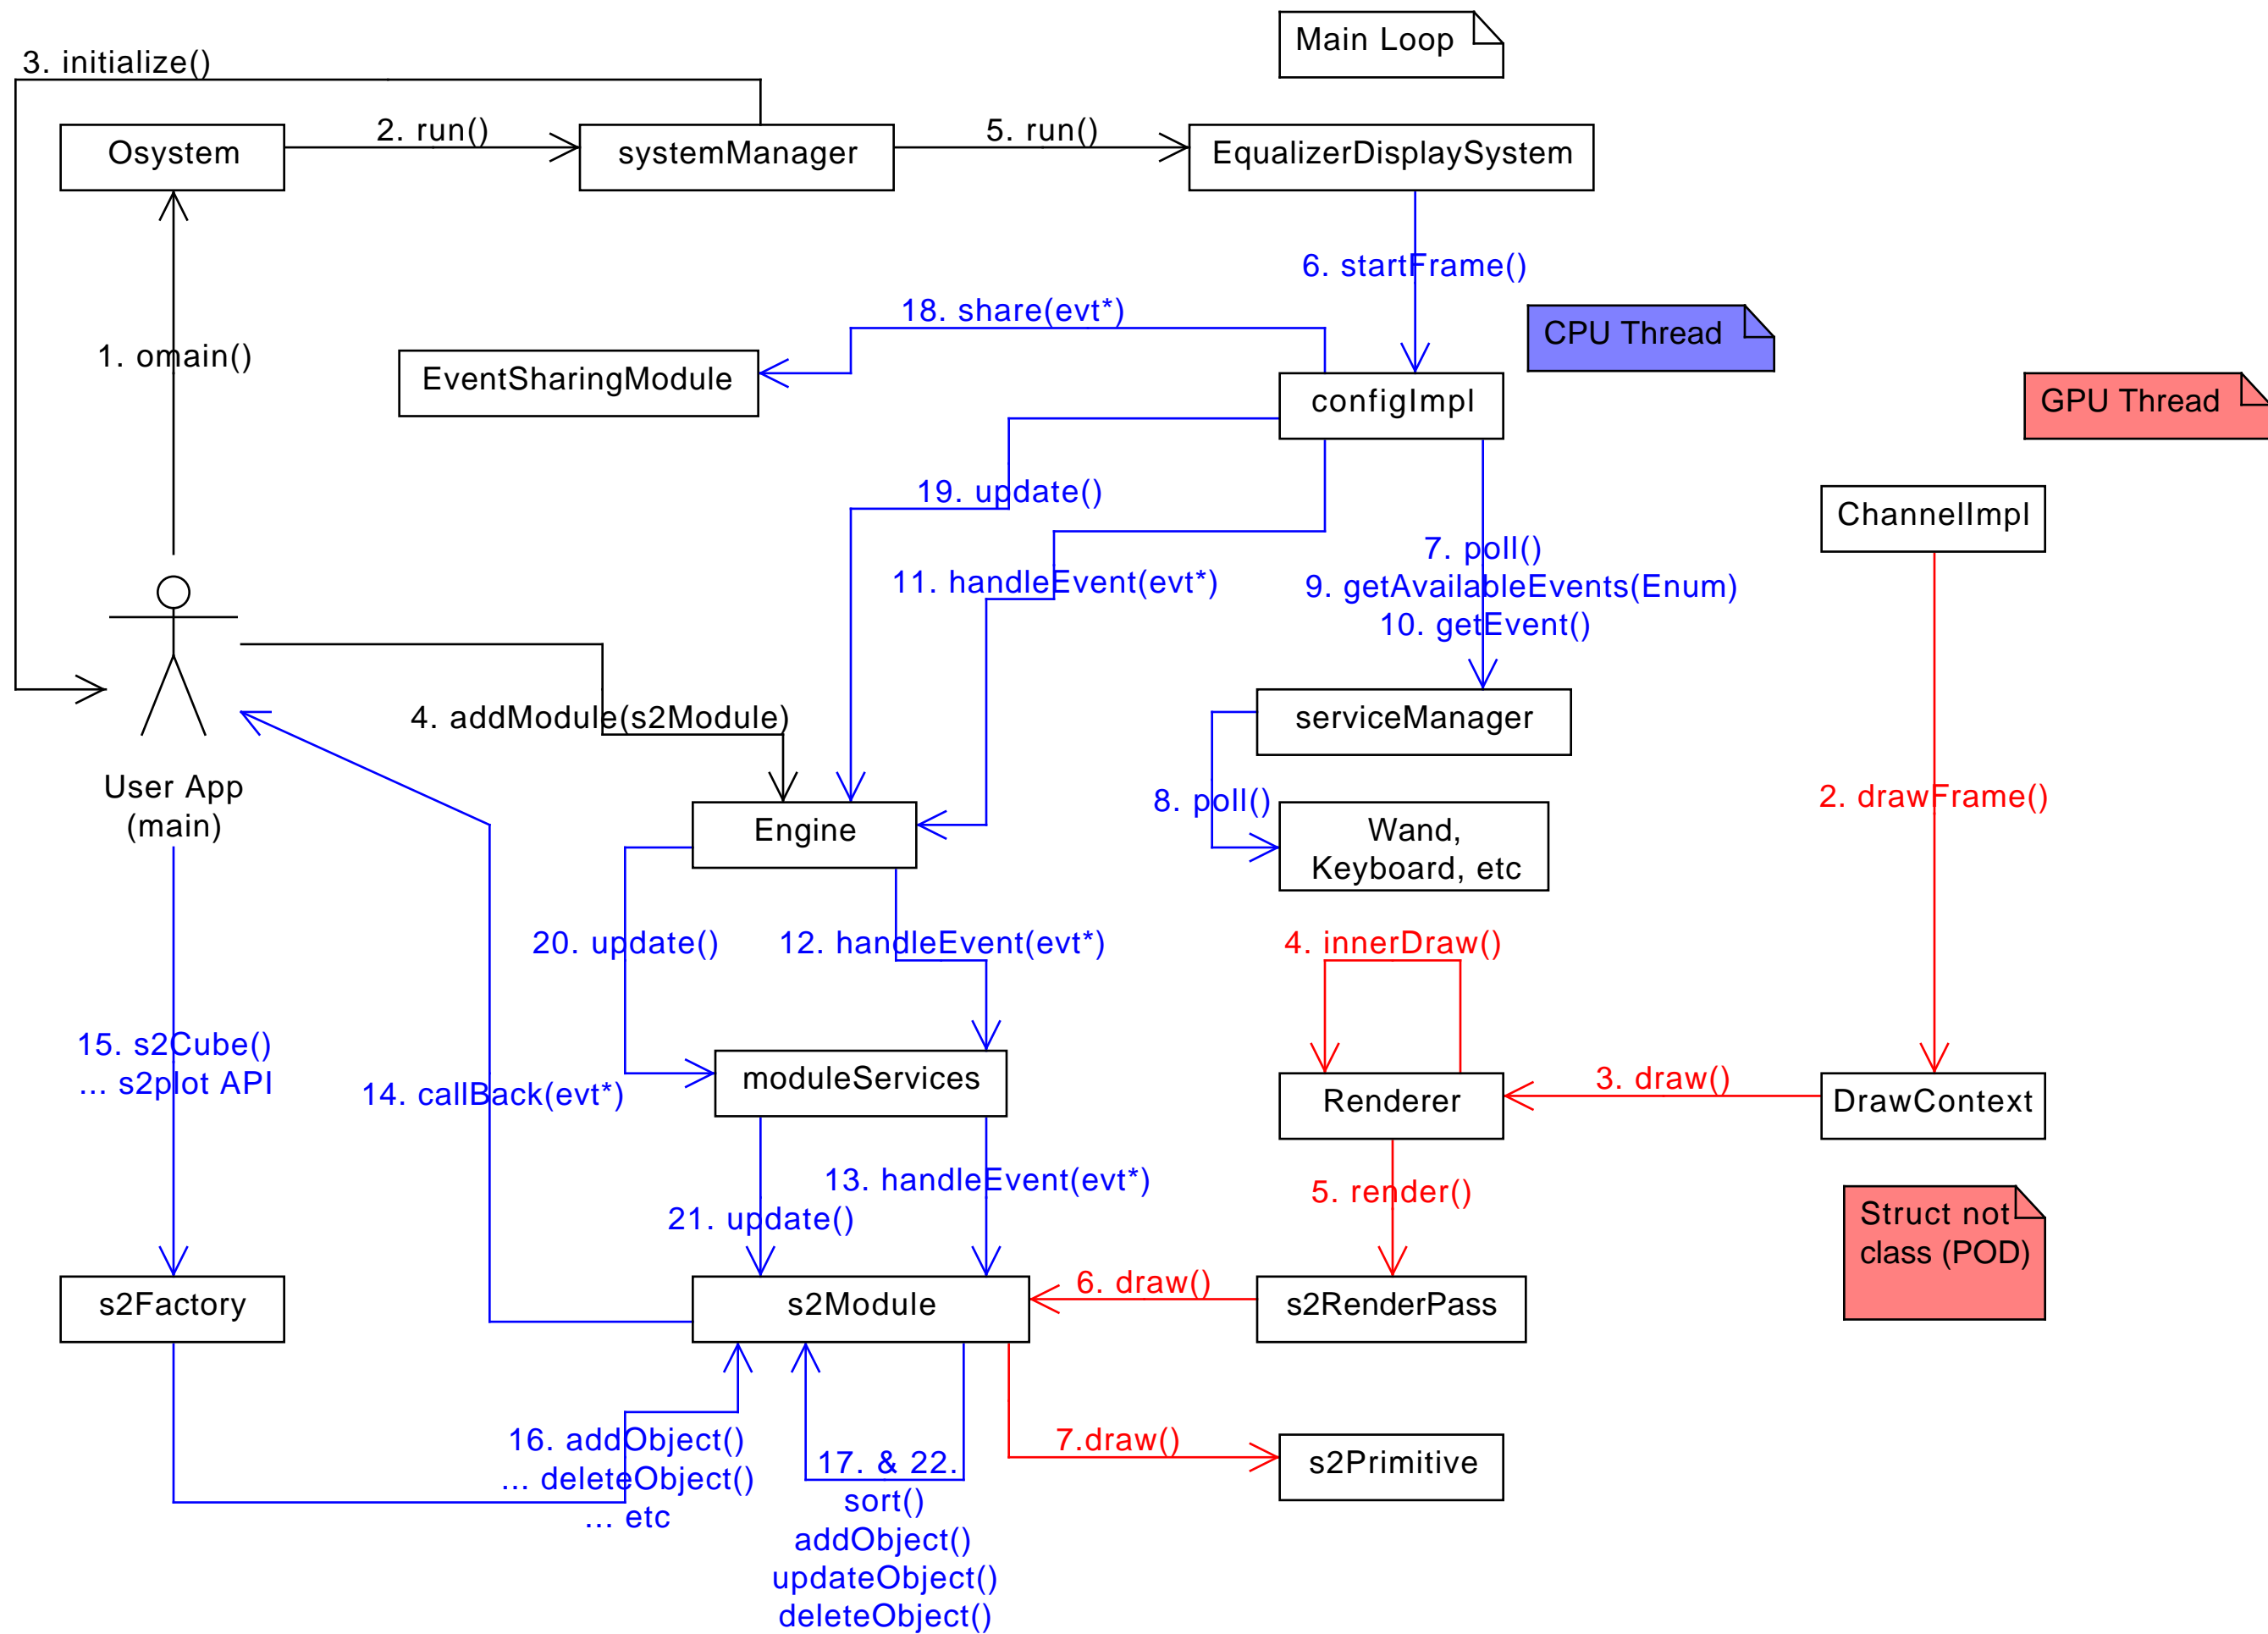 Main Loop
3. initialize()
2. run()
5. run()
Osystem
systemManager
EqualizerDisplaySystem
6. startFrame()
18. share(evt*)
CPU Thread
1. omain()
EventSharingModule
configImpl
GPU Thread
19. update()
ChannelImpl
7. poll()
9. getAvailableEvents(Enum)
10. getEvent()
11. handleEvent(evt*)
4. addModule(s2Module)
serviceManager
User App
(main)
8. poll()
2. drawFrame()
Engine
Wand,
Keyboard, etc
20. update()
12. handleEvent(evt*)
4. innerDraw()
15. s2Cube()
... s2plot API
14. callBack(evt*)
moduleServices
3. draw()
Renderer
DrawContext
13. handleEvent(evt*)
21. update()
5. render()
Struct not
class (POD)
s2Factory
s2Module
6. draw()
s2RenderPass
16. addObject()
... deleteObject()
... etc
17. & 22.
sort()
addObject()
updateObject()
deleteObject()
7.draw()
s2Primitive